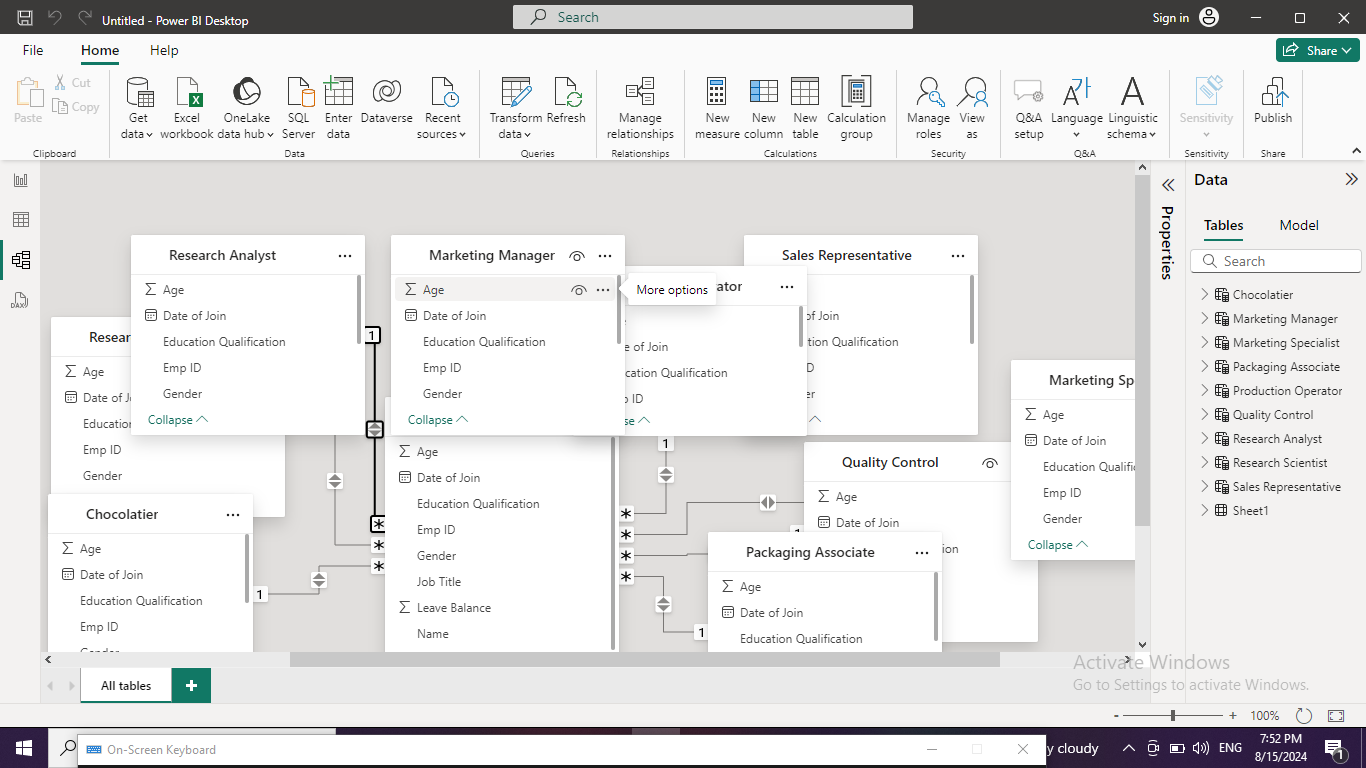 Untitled - Power BI Desktop
Search
Sign in
File
Home
Help
Share
Paste
Cut
Copy
Get data
Excel workbook
OneLake data hub
SQL Server
Enter data
Dataverse
Recent sources
Transform data
Refresh
Manage relationships
New measure
New column
New table
Calculation group
Manage roles
View as
Q&A setup
Language
Linguistic schema
Sensitivity
Publish
Clipboard
Data
Queries
Relationships
Calculations
Security
Q&A
Sensitivity
Share
Research Analyst
Age
Date of Join
Education Qualification
Emp ID
Gender
Collapse
Marketing Manager
Age
Date of Join
Education Qualification
Emp ID
Gender
Collapse
More options
ator
e of Join
cation Qualification
ID
se
Sales Representative
of Join
ion Qualification
D
er
Resear
Age
Date of J
Education
Emp ID
Gender
Chocolatier
Age
Date of Join
Education Qualification
Emp ID
Gender
Age
Date of Join
Education Qualification
Emp ID
Gender
Job Title
Leave Balance
Name
1
*
*
*
1
1
*
*
*
*
1
1
Quality Control
Age
Date of Join
ion
Packaging Associate
Age
Date of Join
Education Qualification
Marketing Sp
Age
Date of Join
Education Qualifi
Emp ID
Gender
Collapse
Properties
Data
Tables
Model
Search
Chocolatier
Marketing Manager
Marketing Specialist
Packaging Associate
Production Operator
Quality Control
Research Analyst
Research Scientist
Sales Representative
Sheet1
Activate Windows
Go to Settings to activate Windows.
All tables
+
- + 100%
On-Screen Keyboard
y cloudy
ENG
7:52 PM
8/15/2024
1